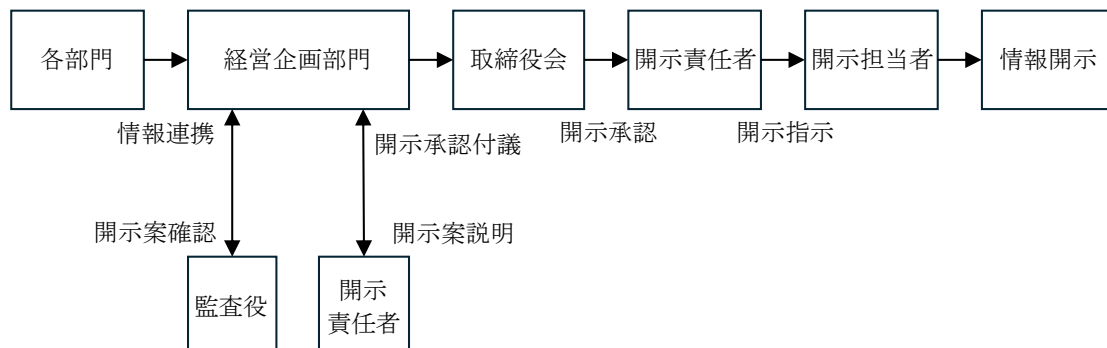 各部門
経営企画部門
取締役会
開示責任者
開示担当者
情報開示
情報連携
開示承認付議
開示承認
開示指示
開示案確認
開示案説明
監査役
開示
責任者